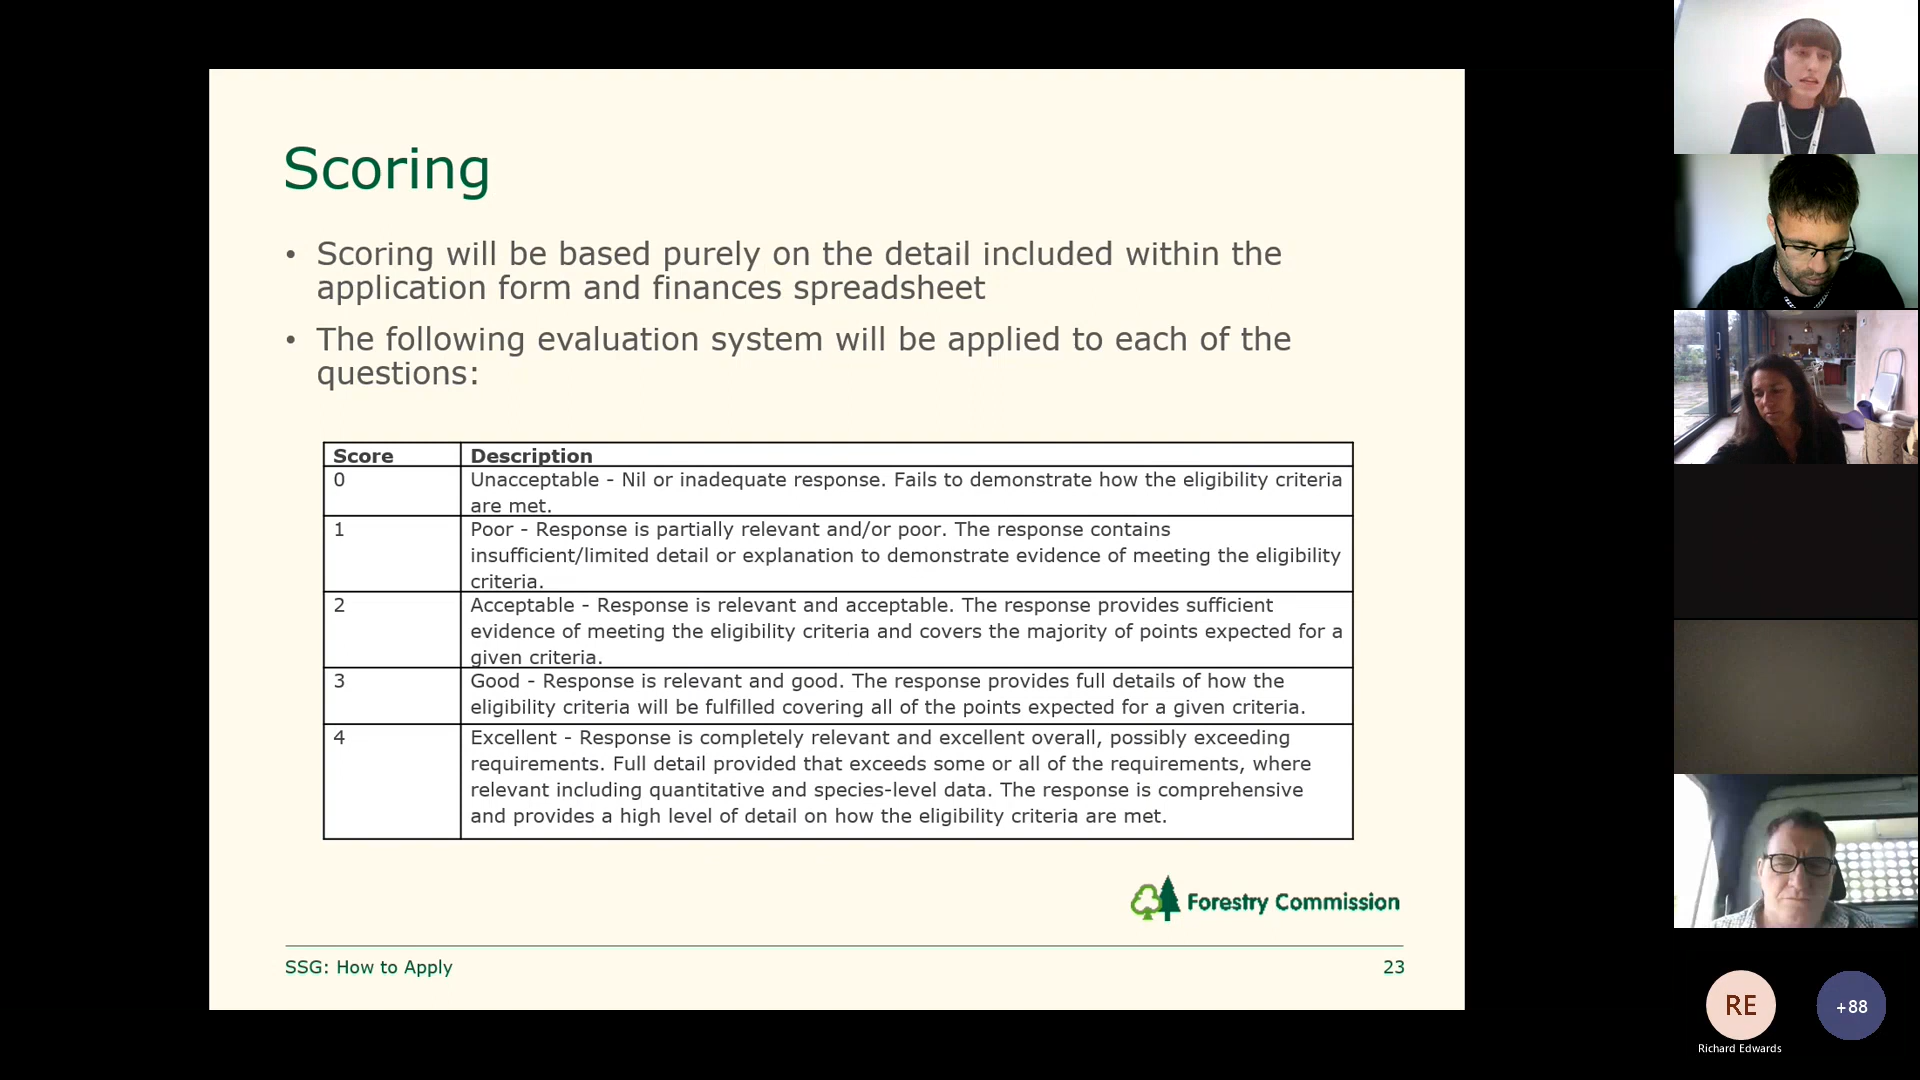 Scoring
• Scoring will be based purely on the detail included within the
application form and finances spreadsheet
• The following evaluation system will be applied to each of the
questions:
Score Description
0 Unacceptable - Nil or inadequate response. Fails to demonstrate how the eligibility criteria
are met.
1 Poor - Response is partially relevant and/or poor. The response contains
insufficient/limited detail or explanation to demonstrate evidence of meeting the eligibility
criteria.
2 Acceptable - Response is relevant and acceptable. The response provides sufficient
evidence of meeting the eligibility criteria and covers the majority of points expected for a
given criteria.
3 Good - Response is relevant and good. The response provides full details of how the
eligibility criteria will be fulfilled covering all of the points expected for a given criteria.
4 Excellent - Response is completely relevant and excellent overall, possibly exceeding
requirements. Full detail provided that exceeds some or all of the requirements, where
relevant including quantitative and species-level data. The response is comprehensive
and provides a high level of detail on how the eligibility criteria are met.
Forestry Commission
SSG: How to Apply 23
RE
+88
Richard Edwards